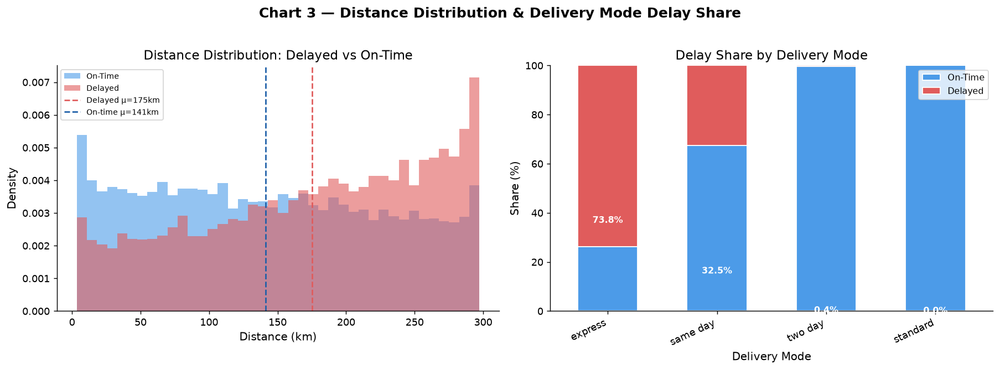 Chart 3 — Distance Distribution & Delivery Mode Delay Share
Distance Distribution: Delayed vs On-Time
On-Time
Delayed
Delayed μ=175km
On-time μ=141km
Density
0.007
0.006
0.005
0.004
0.003
0.002
0.001
0.000
0 50 100 150 200 250 300
Distance (km)
Delay Share by Delivery Mode
On-Time
Delayed
Share (%)
100
80
60
40
20
0
73.8%
32.5%
0.4%
0.0%
express
same day
two day
standard
Delivery Mode